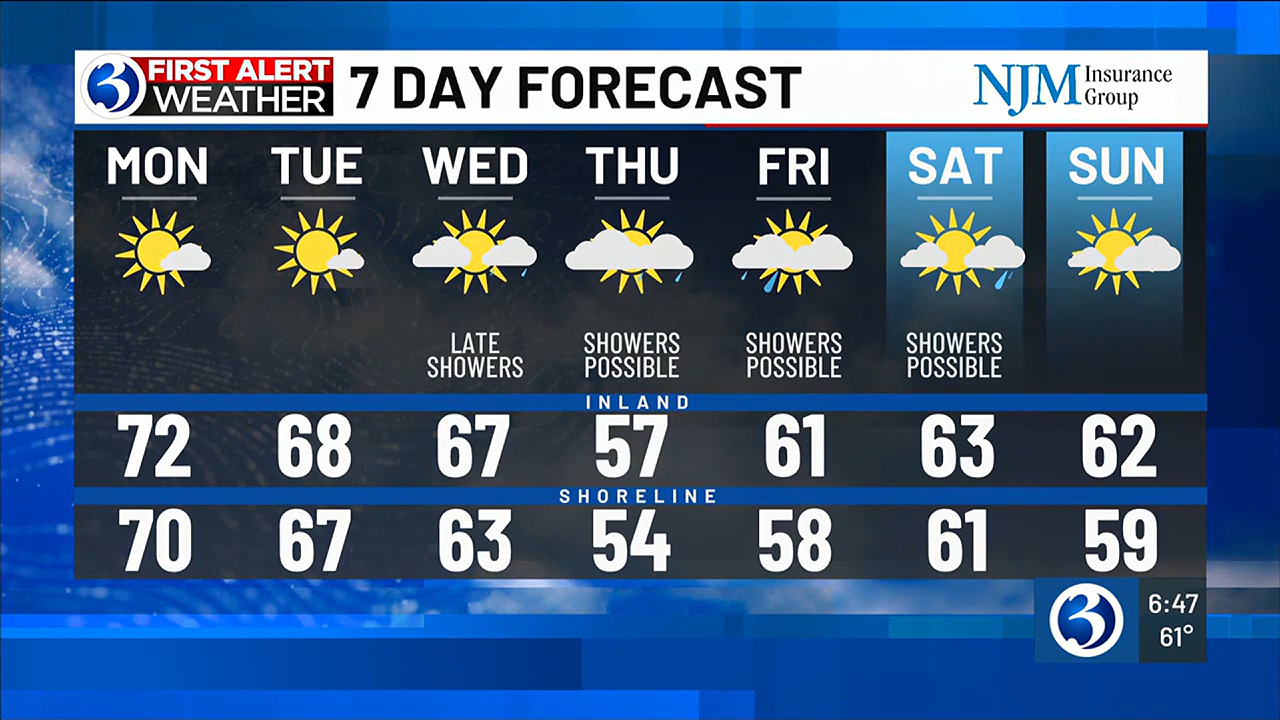 3 FIRST ALERT
WEATHER
7 DAY FORECAST
NJM Insurance
Group
MON TUE WED THU FRI SAT SUN
LATE SHOWERS SHOWERS SHOWERS
SHOWERS POSSIBLE POSSIBLE POSSIBLE
INLAND
72 68 67 57 61 63 62
SHORELINE
70 67 63 54 58 61 59
3 6:47
61°